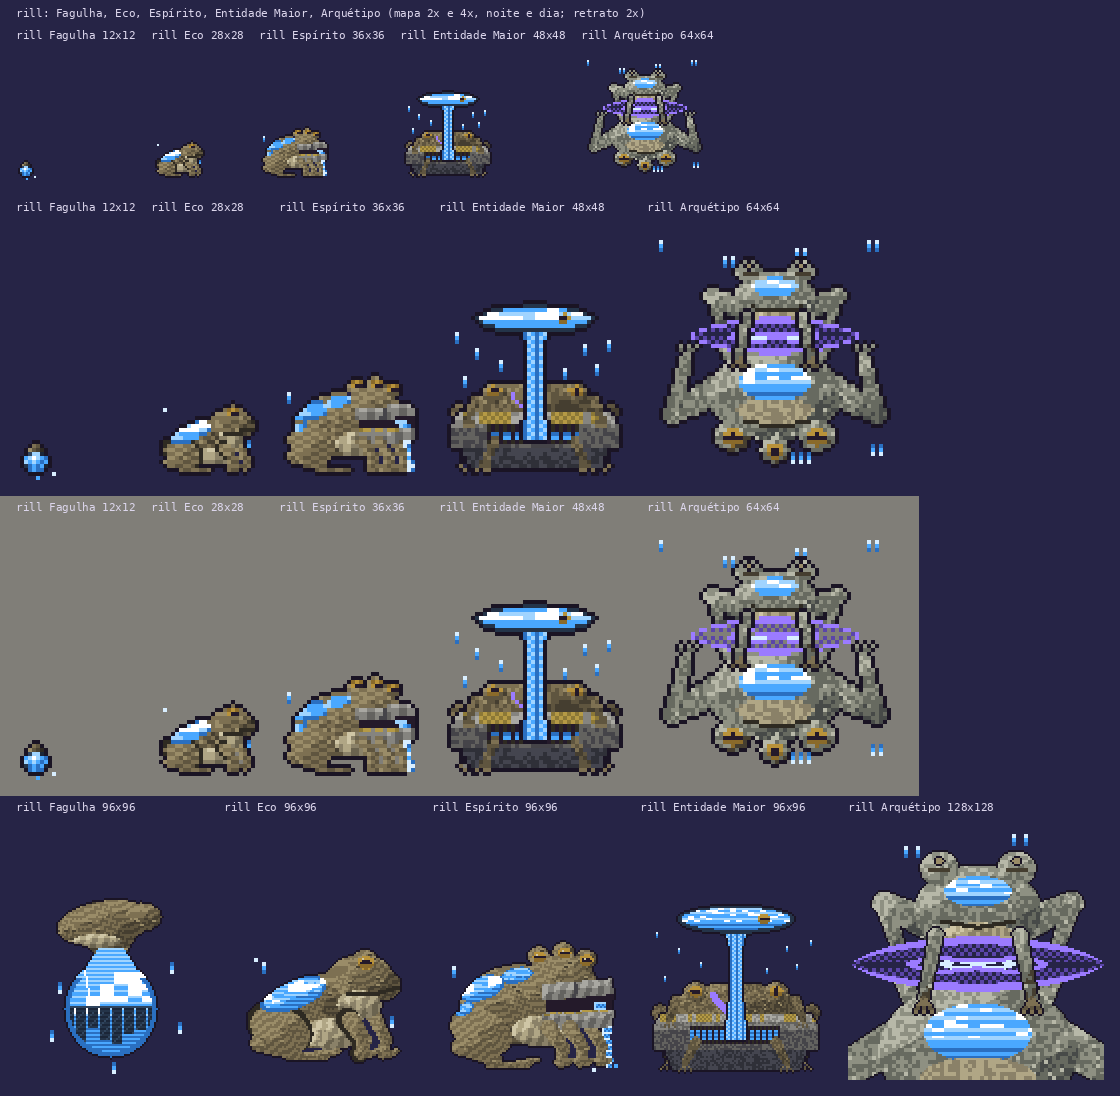 rill: Fagulha, Eco, Espírito, Entidade Maior, Arquétipo (mapa 2x e 4x, noite e dia; retrato 2x)
rill Fagulha 12x12 rill Eco 28x28 rill Espírito 36x36 rill Entidade Maior 48x48 rill Arquétipo 64x64
rill Fagulha 12x12 rill Eco 28x28 rill Espírito 36x36 rill Entidade Maior 48x48 rill Arquétipo 64x64
rill Fagulha 12x12 rill Eco 28x28 rill Espírito 36x36 rill Entidade Maior 48x48 rill Arquétipo 64x64
rill Fagulha 96x96 rill Eco 96x96 rill Espírito 96x96 rill Entidade Maior 96x96 rill Arquétipo 128x128